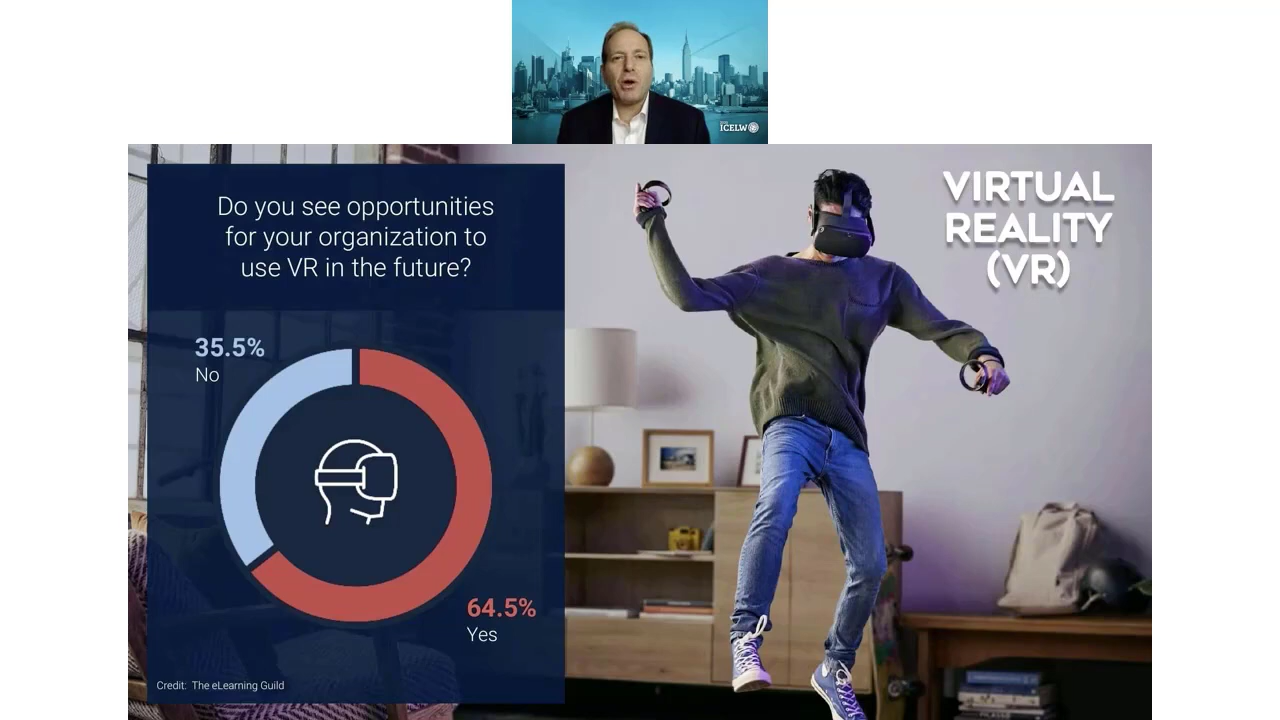 ICELW
Do you see opportunities
for your organization to
use VR in the future?
35.5%
No
64.5%
Yes
Credit: The eLearning Guild
VIRTUAL
REALITY
(VR)